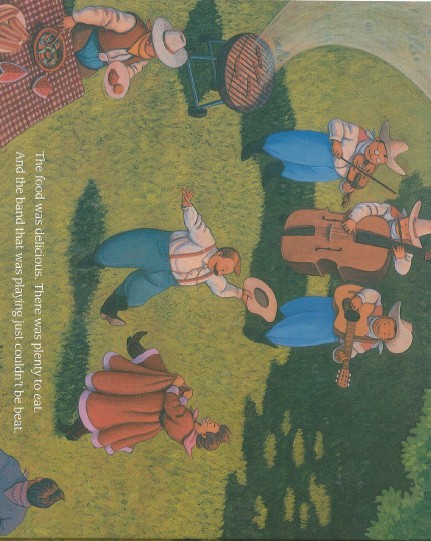 The food was delicious. There was plenty to eat.
And the band that was playing just couldn't be beat.